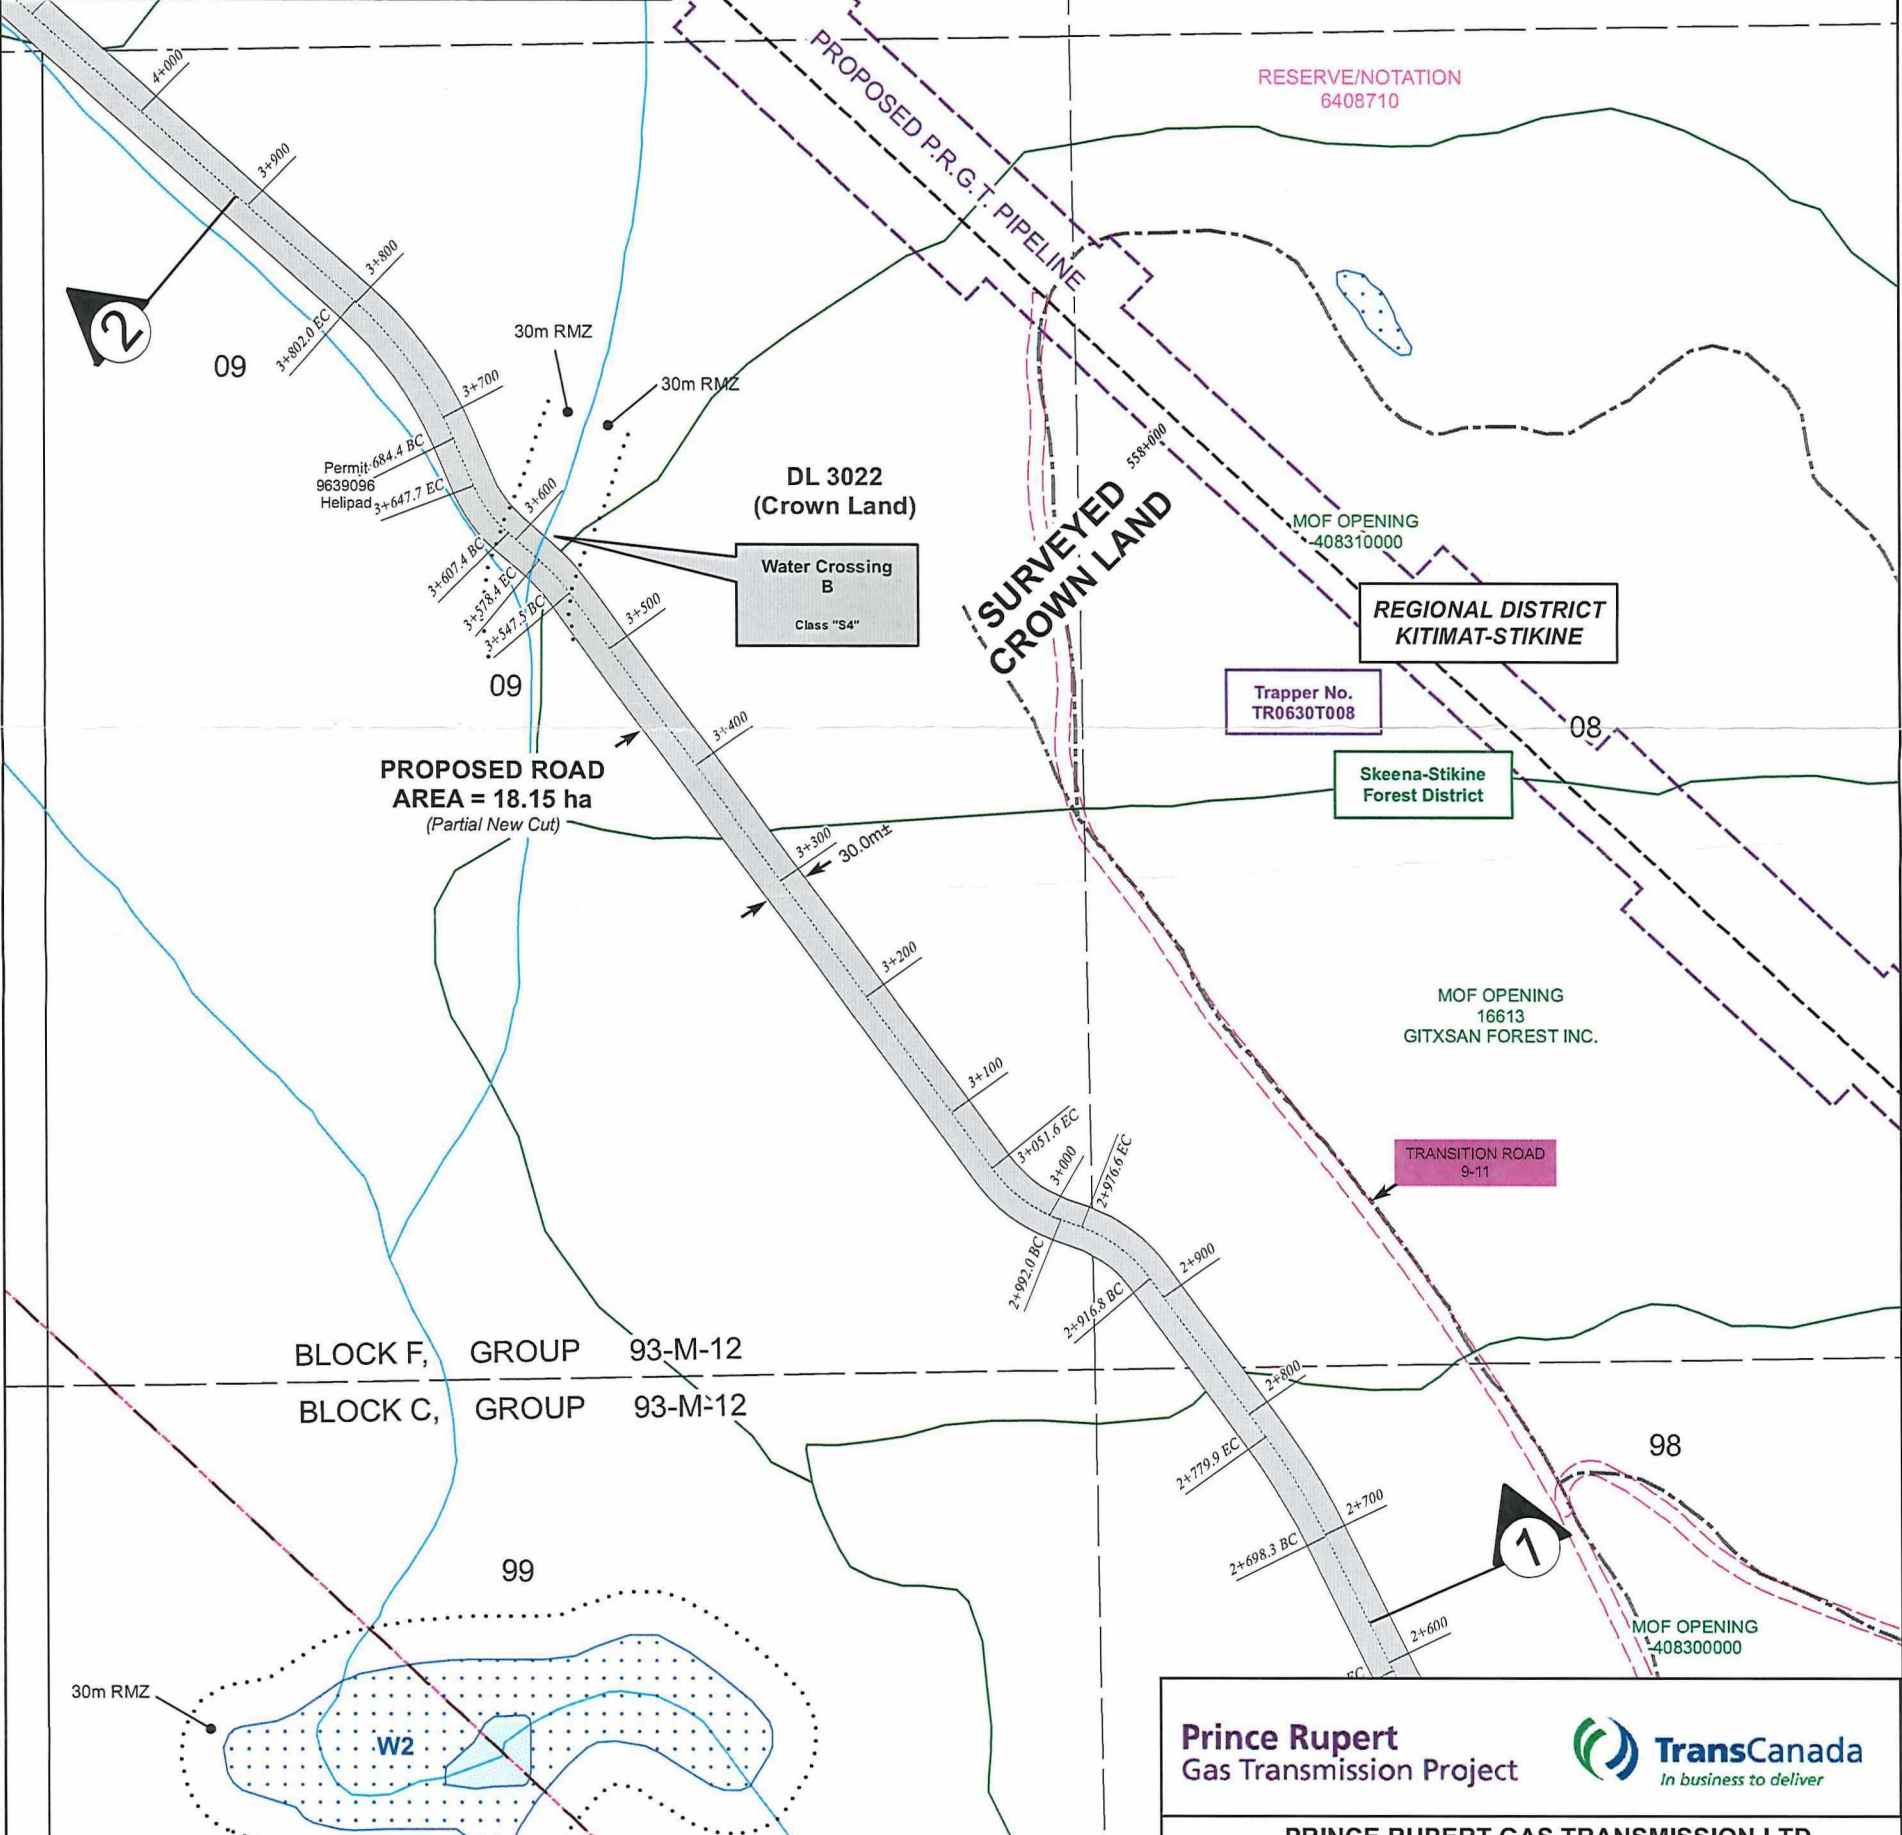 4+000
3+900
PROPOSED P.R.G.T. PIPELINE
RESERVE/NOTATION
6408710
3+800
3+802.0 EC
2
09
30m RMZ
30m RMZ
3+700
Permit
9639096
Helipad
684.4 BC
3+647.7 EC
3+600
3+607.4 BC
3+578.4 EC
3+547.5 BC
DL 3022
(Crown Land)
Water Crossing
B
Class "S4"
558+000
SURVEYED
CROWN LAND
MOF OPENING
-408310000
REGIONAL DISTRICT
KITIMAT-STIKINE
Trapper No.
TR0630T008
08
Skeena-Stikine
Forest District
3+500
09
3+400
PROPOSED ROAD
AREA = 18.15 ha
(Partial New Cut)
3+300
30.0m±
3+200
MOF OPENING
16613
GITXSAN FOREST INC.
3+100
3+051.6 EC
3+000
2+976.6 EC
TRANSITION ROAD
9-11
2+992.0 BC
2+900
2+916.8 BC
BLOCK F, GROUP 93-M-12
BLOCK C, GROUP 93-M-12
2+800
2+779.9 EC
98
2+700
2+698.3 BC
1
99
2+600
EC
MOF OPENING
-408300000
30m RMZ
W2
Prince Rupert
Gas Transmission Project
TransCanada
In business to deliver
PRINCE RUPERT GAS TRANSMISSION LTD